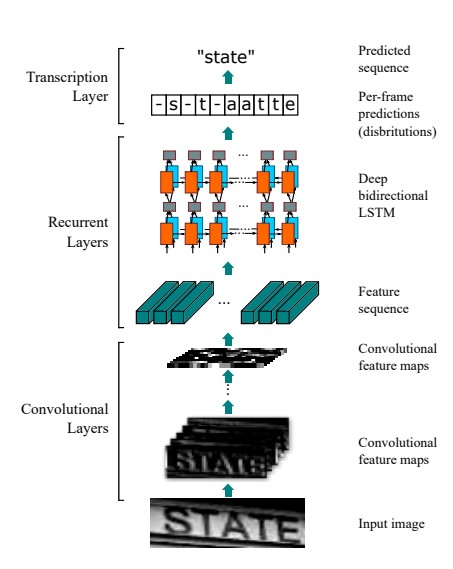 "state"
Predicted
sequence
Transcription
Layer
-s-t-aatte
Per-frame
predictions
(disbritutions)
...
Deep
bidirectional
LSTM
Recurrent
Layers
...
Feature
sequence
Convolutional
feature maps
Convolutional
Layers
STATE
Convolutional
feature maps
STATE
Input image